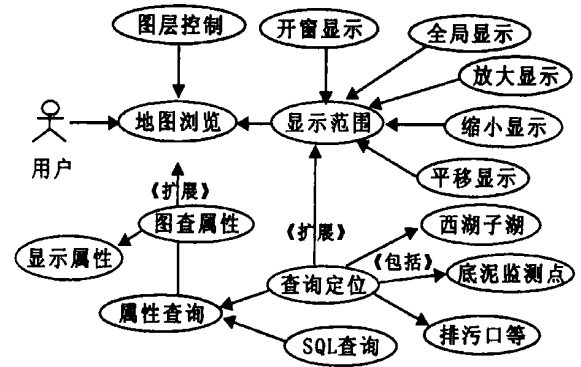 图层控制
开窗显示
全局显示
放大显示
地图浏览
显示范围
缩小显示
用户
平移显示
《扩展》
图查属性
《扩展》
西湖子湖
显示属性
《包括》
底泥监测点
查询定位
属性查询
排污口等
SQL查询